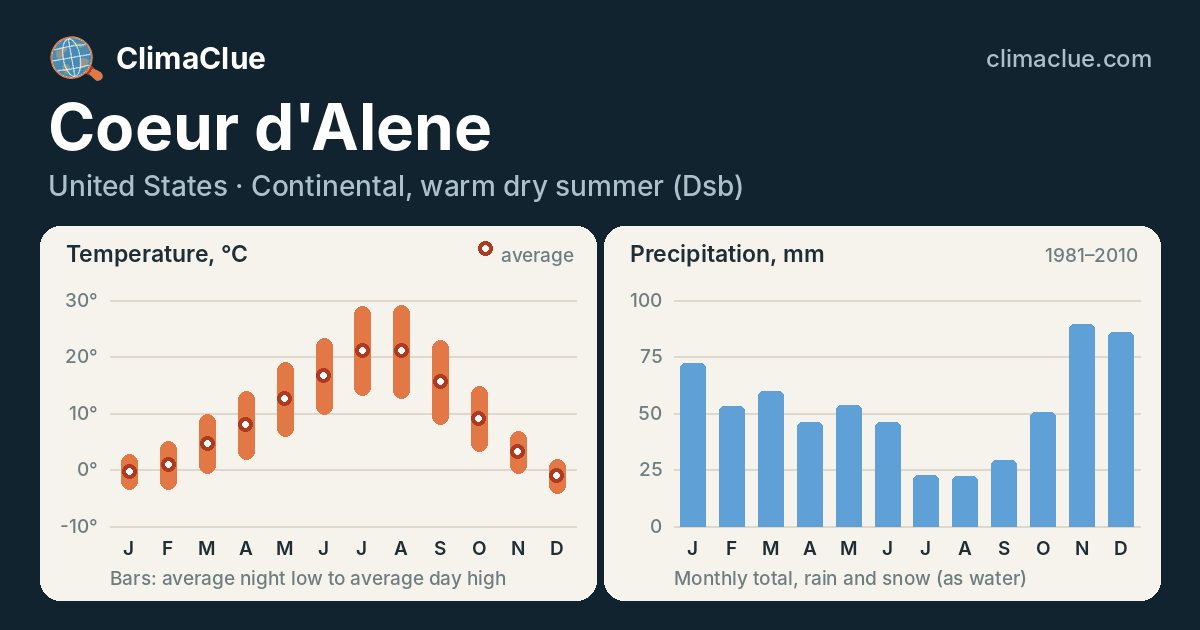 ClimaClue
climaclue.com
Coeur d'Alene
United States · Continental, warm dry summer (Dsb)
Temperature, °C
average
30°
20°
10°
0°
-10°
J F M A M J J A S O N D
Bars: average night low to average day high
Precipitation, mm
1981–2010
100
75
50
25
0
J F M A M J J A S O N D
Monthly total, rain and snow (as water)